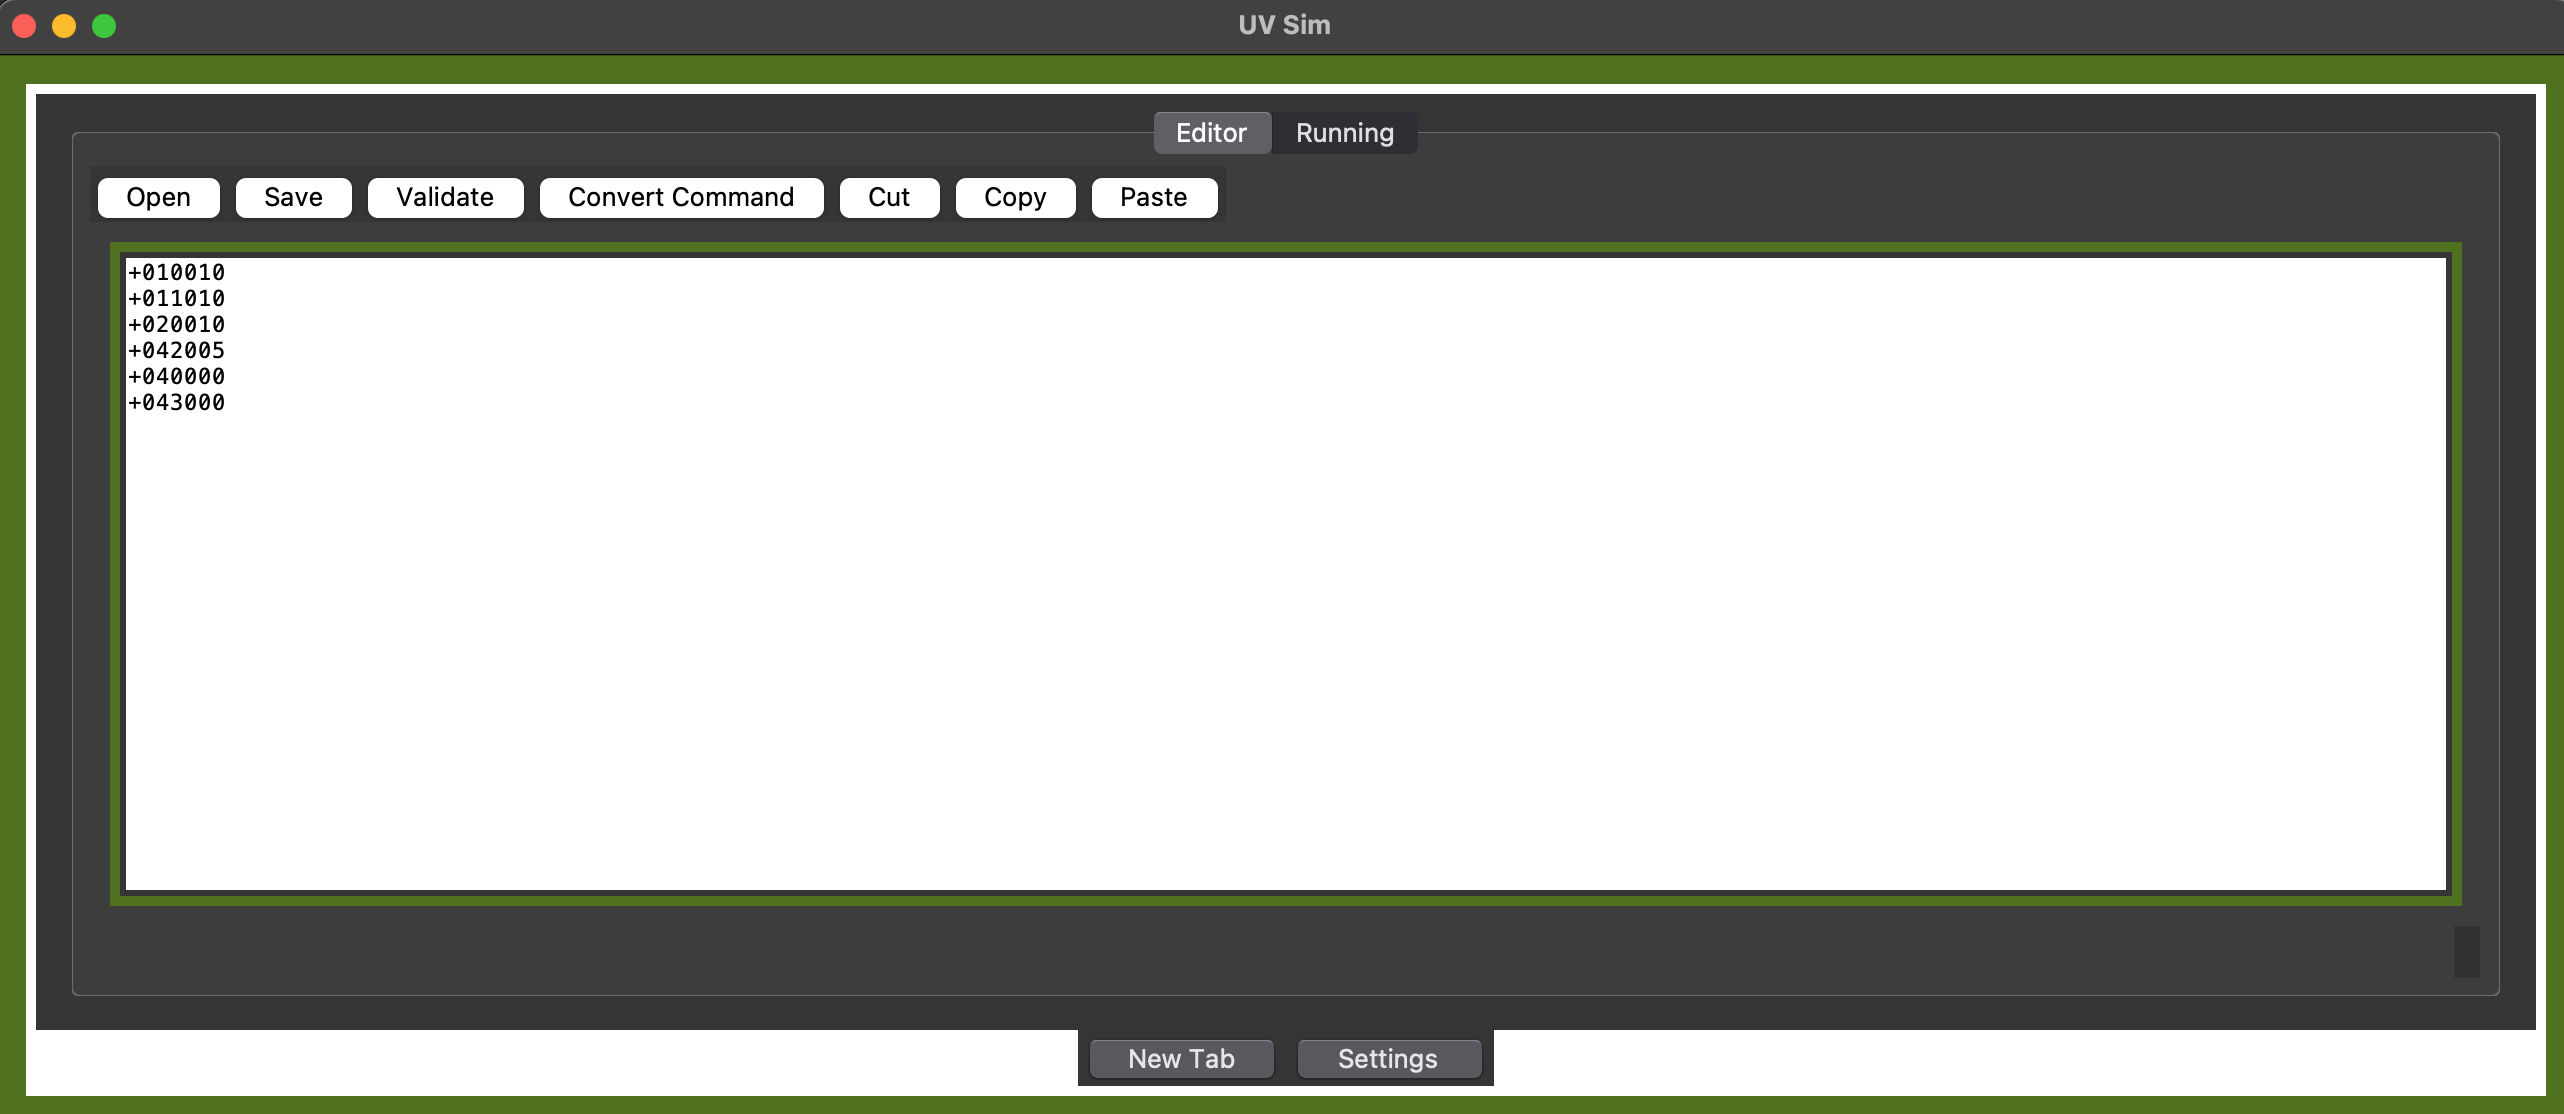 UV Sim
Editor Running
Open Save Validate Convert Command Cut Copy Paste
+010010
+011010
+020010
+042005
+040000
+043000
New Tab Settings